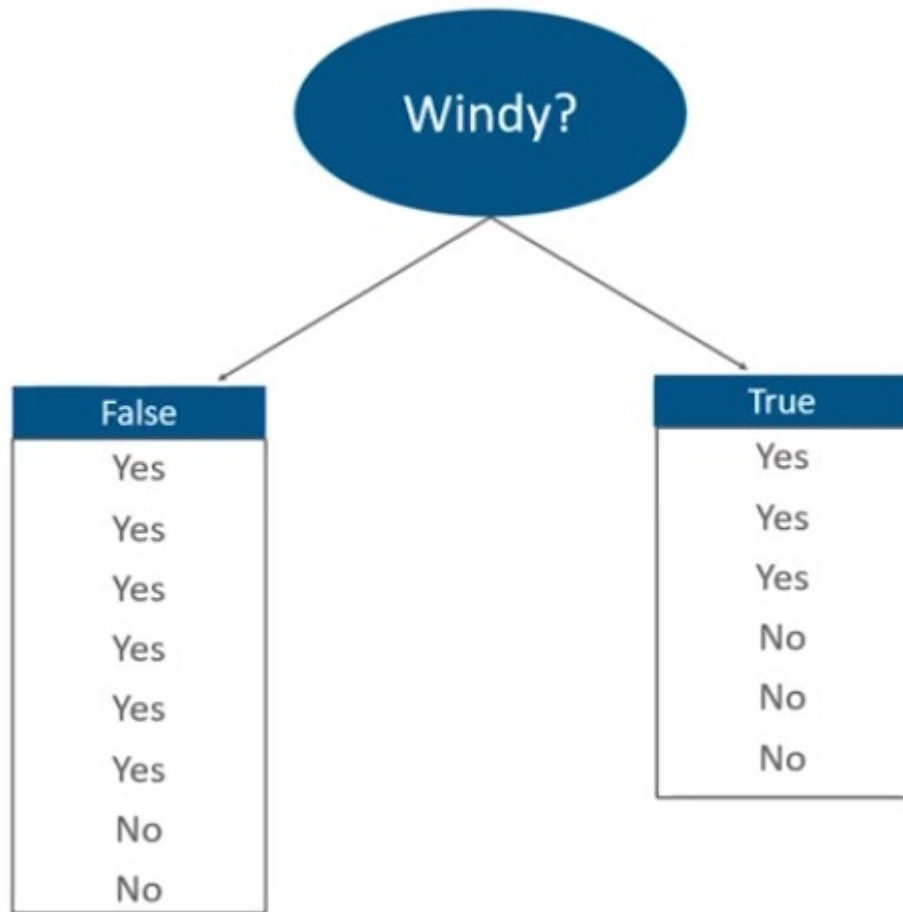 Windy?
False
Yes
Yes
Yes
Yes
Yes
Yes
No
No
True
Yes
Yes
Yes
No
No
No